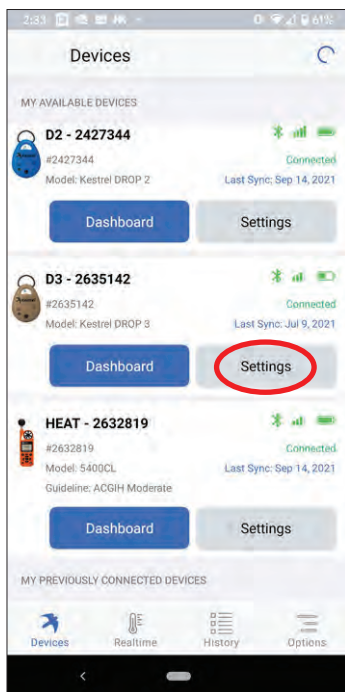 2:33 61%
Devices
MY AVAILABLE DEVICES
D2 - 2427344
#2427344 Connected
Model: Kestrel DROP 2 Last Sync: Sep 14, 2021
Dashboard Settings
D3 - 2635142
#2635142 Connected
Model: Kestrel DROP 3 Last Sync: Jul 9, 2021
Dashboard Settings
HEAT - 2632819
#2632819 Connected
Model: 5400CL Last Sync: Sep 14, 2021
Guideline: ACGIH Moderate
Dashboard Settings
MY PREVIOUSLY CONNECTED DEVICES
Devices Realtime History Options